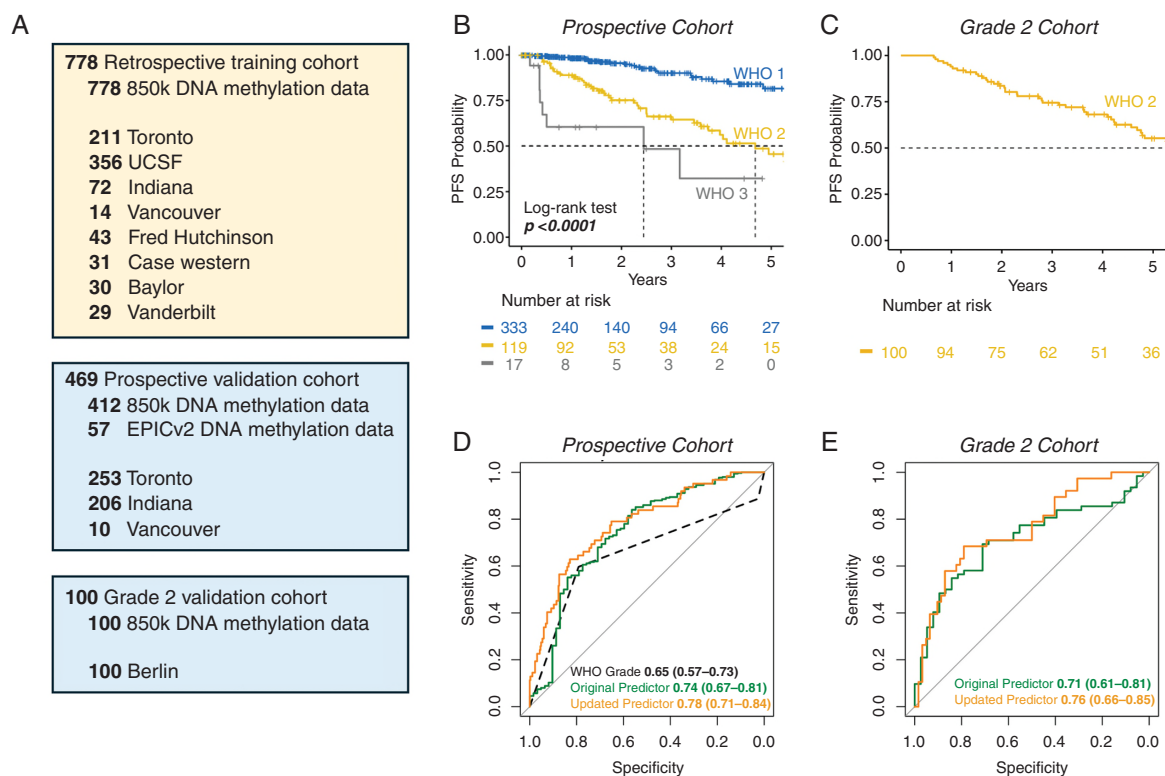 A
778 Retrospective training cohort
778 850k DNA methylation data
211 Toronto
356 UCSF
72 Indiana
14 Vancouver
43 Fred Hutchinson
31 Case western
30 Baylor
29 Vanderbilt
469 Prospective validation cohort
412 850k DNA methylation data
57 EPICv2 DNA methylation data
253 Toronto
206 Indiana
10 Vancouver
100 Grade 2 validation cohort
100 850k DNA methylation data
100 Berlin
B
Prospective Cohort
PFS Probability
1.00
0.75
0.50
0.25
0.00
WHO 1
WHO 2
WHO 3
Log-rank test
p <0.0001
0 1 2 3 4 5
Years
Number at risk
333 240 140 94 66 27
119 92 53 38 24 15
17 8 5 3 2 0
C
Grade 2 Cohort
PFS Probability
1.00
0.75
0.50
0.25
0.00
WHO 2
0 1 2 3 4 5
Years
Number at risk
100 94 75 62 51 36
D
Prospective Cohort
Sensitivity
1.0
0.8
0.6
0.4
0.2
0.0
WHO Grade 0.65 (0.57–0.73)
Original Predictor 0.74 (0.67–0.81)
Updated Predictor 0.78 (0.71–0.84)
1.0 0.8 0.6 0.4 0.2 0.0
Specificity
E
Grade 2 Cohort
Sensitivity
1.0
0.8
0.6
0.4
0.2
0.0
Original Predictor 0.71 (0.61–0.81)
Updated Predictor 0.76 (0.66–0.85)
1.0 0.8 0.6 0.4 0.2 0.0
Specificity